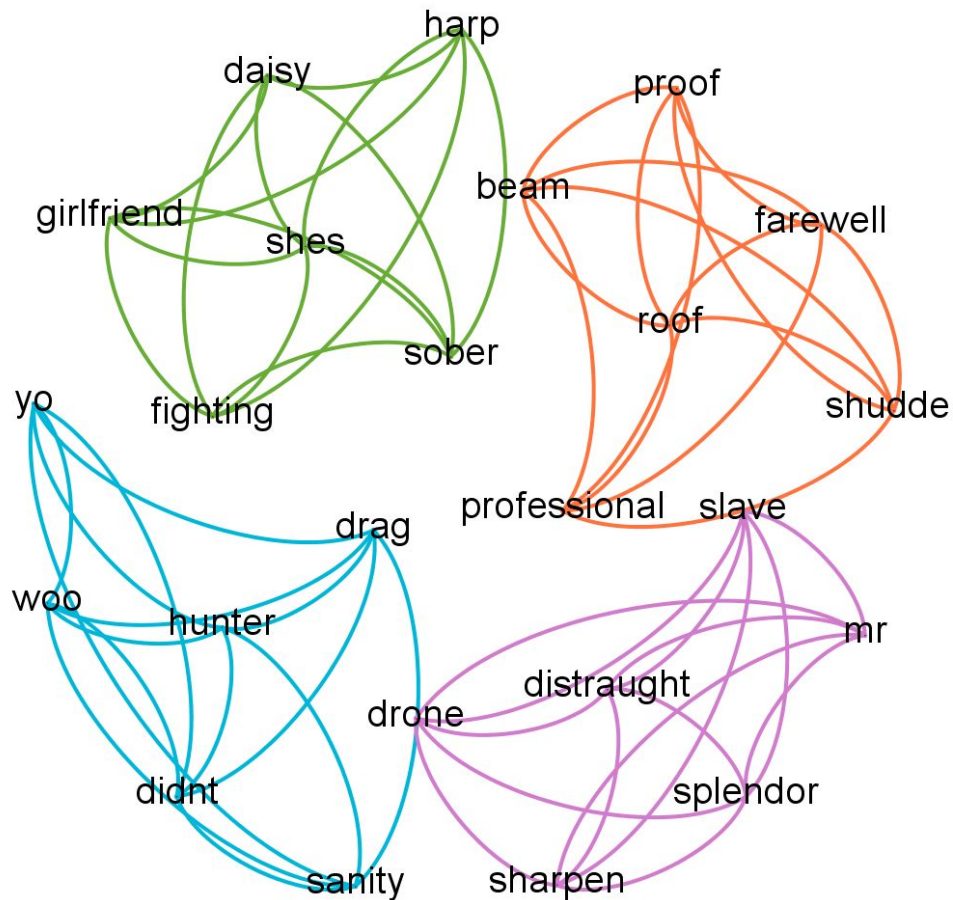 harp
daisy
proof
beam
girlfriend
farewell
shes
roof
sober
yo
fighting
shudde
professional
slave
drag
woo
hunter
mr
distraught
drone
didnt
splendor
sanity
sharpen